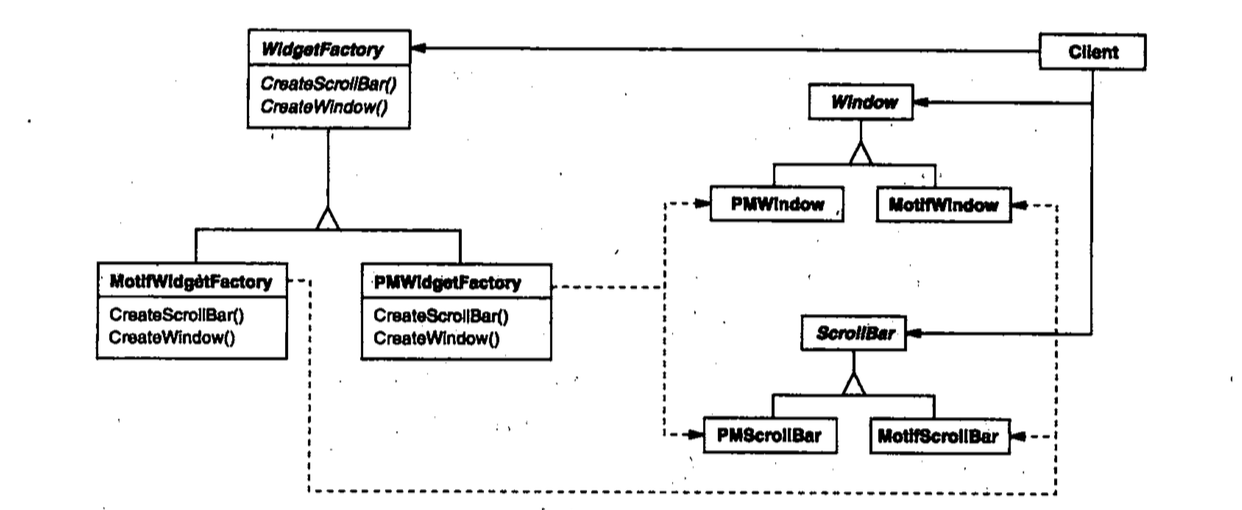 WidgetFactory
CreateScrollBar()
CreateWindow()
Client
Window
PMWindow
MotifWindow
MotifWidgetFactory
CreateScrollBar()
CreateWindow()
PMWidgetFactory
CreateScrollBar()
CreateWindow()
ScrollBar
PMScrollBar
MotifScrollBar